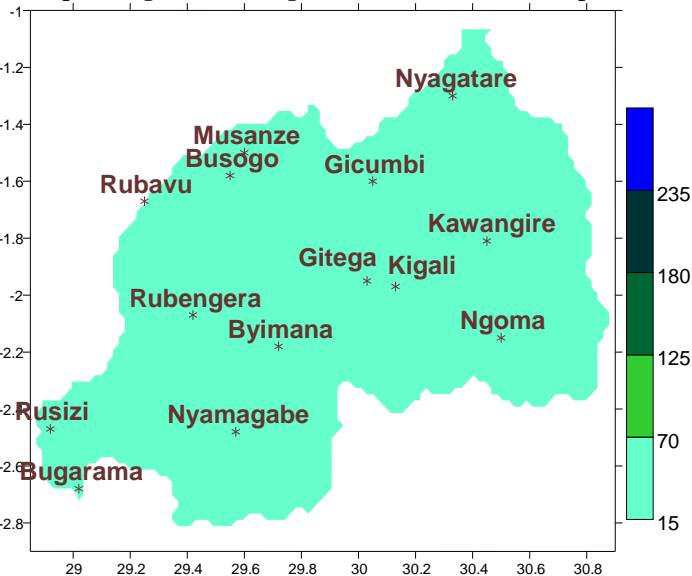 -1
-1.2
Nyagatare
-1.4
Musanze
Busogo
Gicumbi
-1.6
Rubavu
235
-1.8
Kawangire
Gitega
Kigali
180
-2
Rubengera
Ngoma
Byimana
-2.2
125
-2.4
Rusizi
Nyamagabe
70
-2.6
Bugarama
-2.8
15
29 29.2 29.4 29.6 29.8 30 30.2 30.4 30.6 30.8